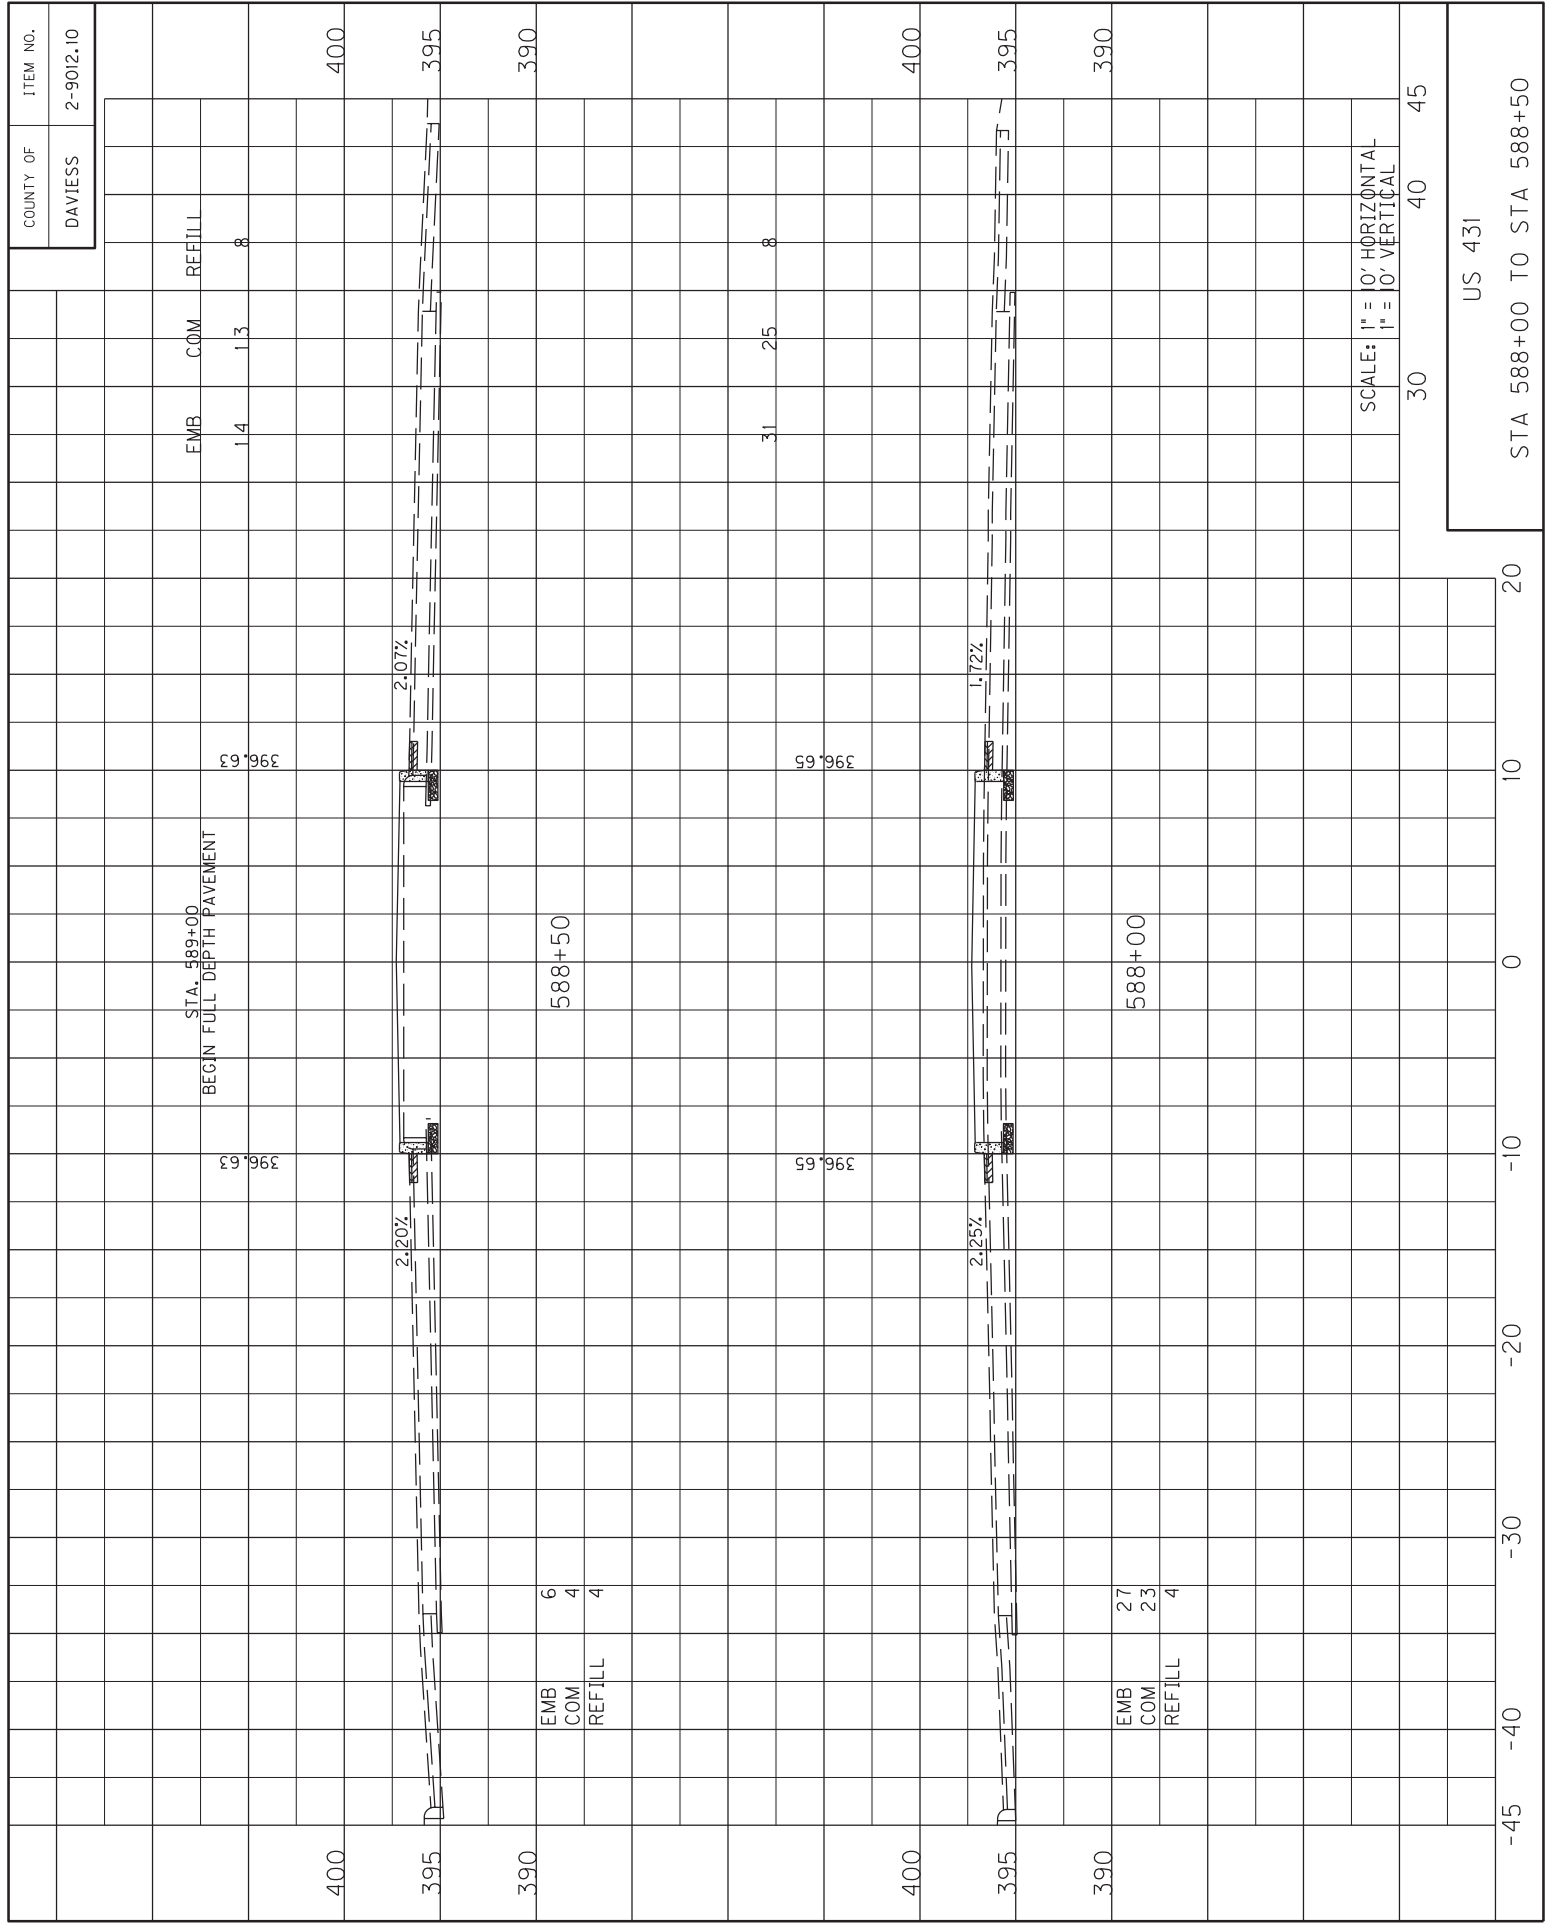 COUNTY OF ITEM NO.
DAVIESS 2-9012.10
EMB COM REFILL
14 13 8
STA. 589+00
BEGIN FULL DEPTH PAVEMENT
396.63 396.63
400 400
2.20% 2.07%
395 395
390 390
588+50
EMB 6
COM 4
REFILL 4
31 25 8
396.65 396.65
400 400
2.25% 1.72%
395 395
390 390
588+00
EMB 27
COM 23
REFILL 4
SCALE: 1" = 10' HORIZONTAL
1" = 10' VERTICAL
-45 -40 -30 -20 -10 0 10 20 30 40 45
US 431
STA 588+00 TO STA 588+50